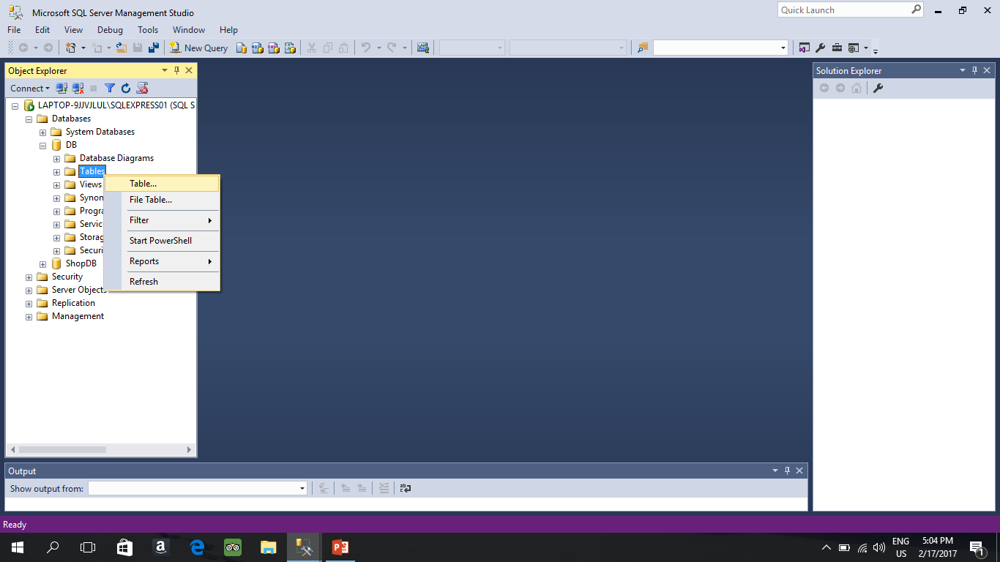 Microsoft SQL Server Management Studio
Quick Launch
File Edit View Debug Tools Window Help
New Query
Object Explorer
Connect
LAPTOP-9JJVJLUL\SQLEXPRESS01 (SQL S
Databases
System Databases
DB
Database Diagrams
Tables
Views
Synon
Progra
Servic
Storag
Securi
ShopDB
Security
Server Objects
Replication
Management
Table...
File Table...
Filter
Start PowerShell
Reports
Refresh
Solution Explorer
Output
Show output from:
Ready
ENG
US
5:04 PM
2/17/2017
1